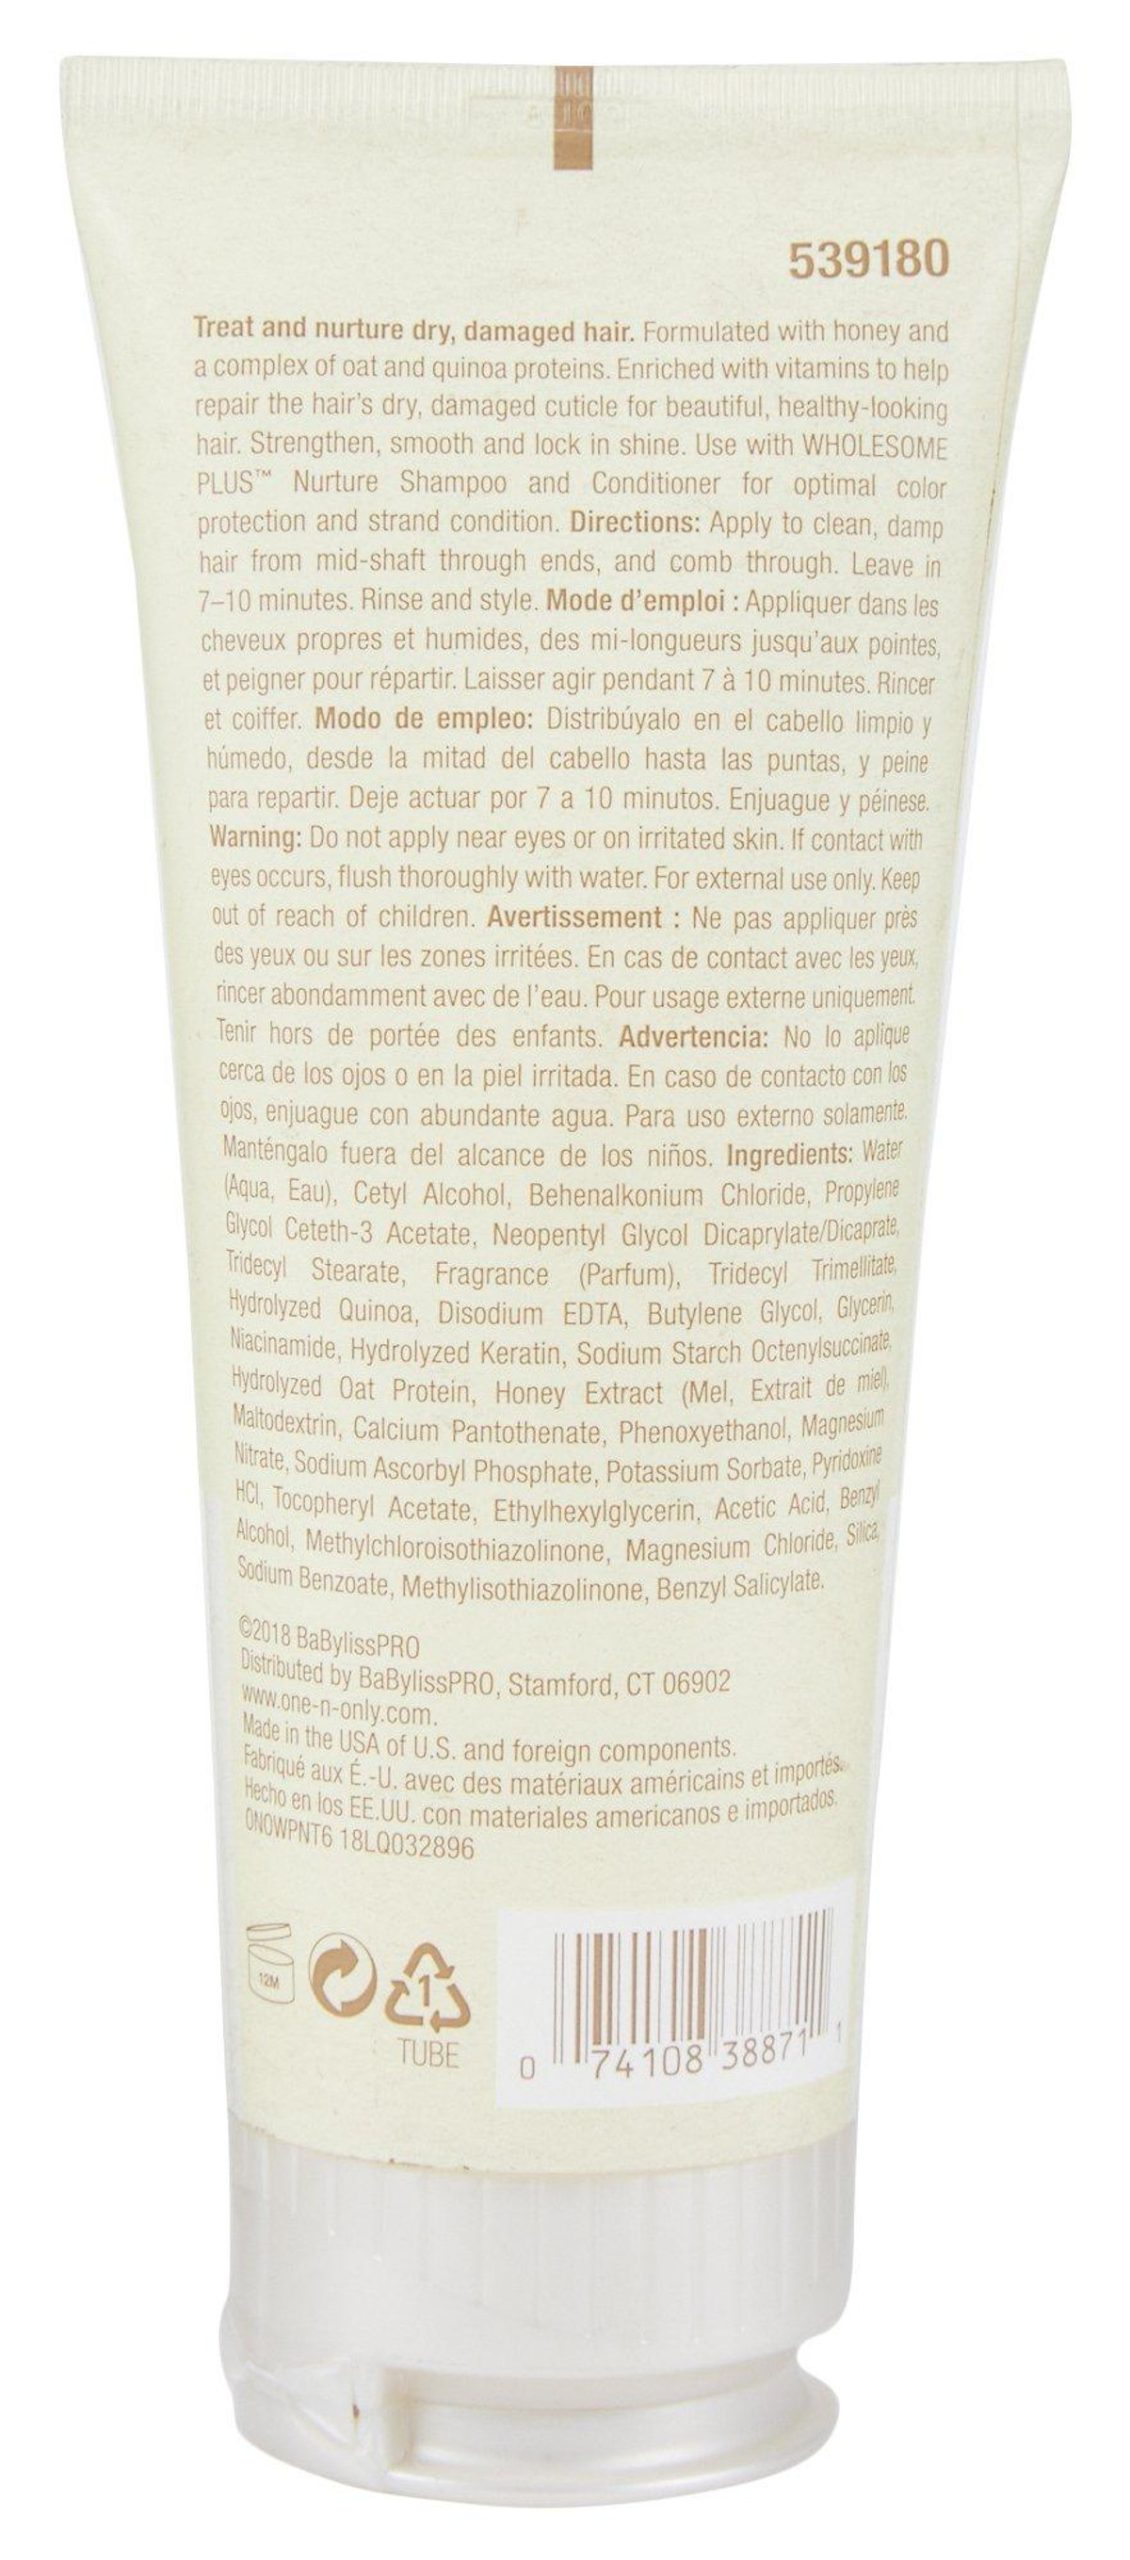 539180
Treat and nurture dry, damaged hair. Formulated with honey and
a complex of oat and quinoa proteins. Enriched with vitamins to help
repair the hair's dry, damaged cuticle for beautiful, healthy-looking
hair. Strengthen, smooth and lock in shine. Use with WHOLESOME
PLUS™ Nurture Shampoo and Conditioner for optimal color
protection and strand condition. Directions: Apply to clean, damp
hair from mid-shaft through ends, and comb through. Leave in
7–10 minutes. Rinse and style. Mode d'emploi : Appliquer dans les
cheveux propres et humides, des mi-longueurs jusqu'aux pointes,
et peigner pour répartir. Laisser agir pendant 7 à 10 minutes. Rincer
et coiffer. Modo de empleo: Distribúyalo en el cabello limpio y
húmedo, desde la mitad del cabello hasta las puntas, y peine
para repartir. Deje actuar por 7 a 10 minutos. Enjuague y péinese.
Warning: Do not apply near eyes or on irritated skin. If contact with
eyes occurs, flush thoroughly with water. For external use only. Keep
out of reach of children. Avertissement : Ne pas appliquer près
des yeux ou sur les zones irritées. En cas de contact avec les yeux,
rincer abondamment avec de l'eau. Pour usage externe uniquement.
Tenir hors de portée des enfants. Advertencia: No lo aplique
cerca de los ojos o en la piel irritada. En caso de contacto con los
ojos, enjuague con abundante agua. Para uso externo solamente.
Manténgalo fuera del alcance de los niños. Ingredients: Water
(Aqua, Eau), Cetyl Alcohol, Behenalkonium Chloride, Propylene
Glycol Ceteth-3 Acetate, Neopentyl Glycol Dicaprylate/Dicaprate,
Tridecyl Stearate, Fragrance (Parfum), Tridecyl Trimellitate,
Hydrolyzed Quinoa, Disodium EDTA, Butylene Glycol, Glycerin,
Niacinamide, Hydrolyzed Keratin, Sodium Starch Octenylsuccinate,
Hydrolyzed Oat Protein, Honey Extract (Mel, Extrait de miel),
Maltodextrin, Calcium Pantothenate, Phenoxyethanol, Magnesium
Nitrate, Sodium Ascorbyl Phosphate, Potassium Sorbate, Pyridoxine
HCl, Tocopheryl Acetate, Ethylhexylglycerin, Acetic Acid, Benzyl
Alcohol, Methylchloroisothiazolinone, Magnesium Chloride, Silica,
Sodium Benzoate, Methylisothiazolinone, Benzyl Salicylate.
©2018 BaBylissPRO
Distributed by BaBylissPRO, Stamford, CT 06902
www.one-n-only.com.
Made in the USA of U.S. and foreign components.
Fabriqué aux É.-U. avec des matériaux américains et importés.
Hecho en los EE.UU. con materiales americanos e importados.
ONOWPNT6 18LQ032896
12M
1
TUBE
0 74108 38871 1